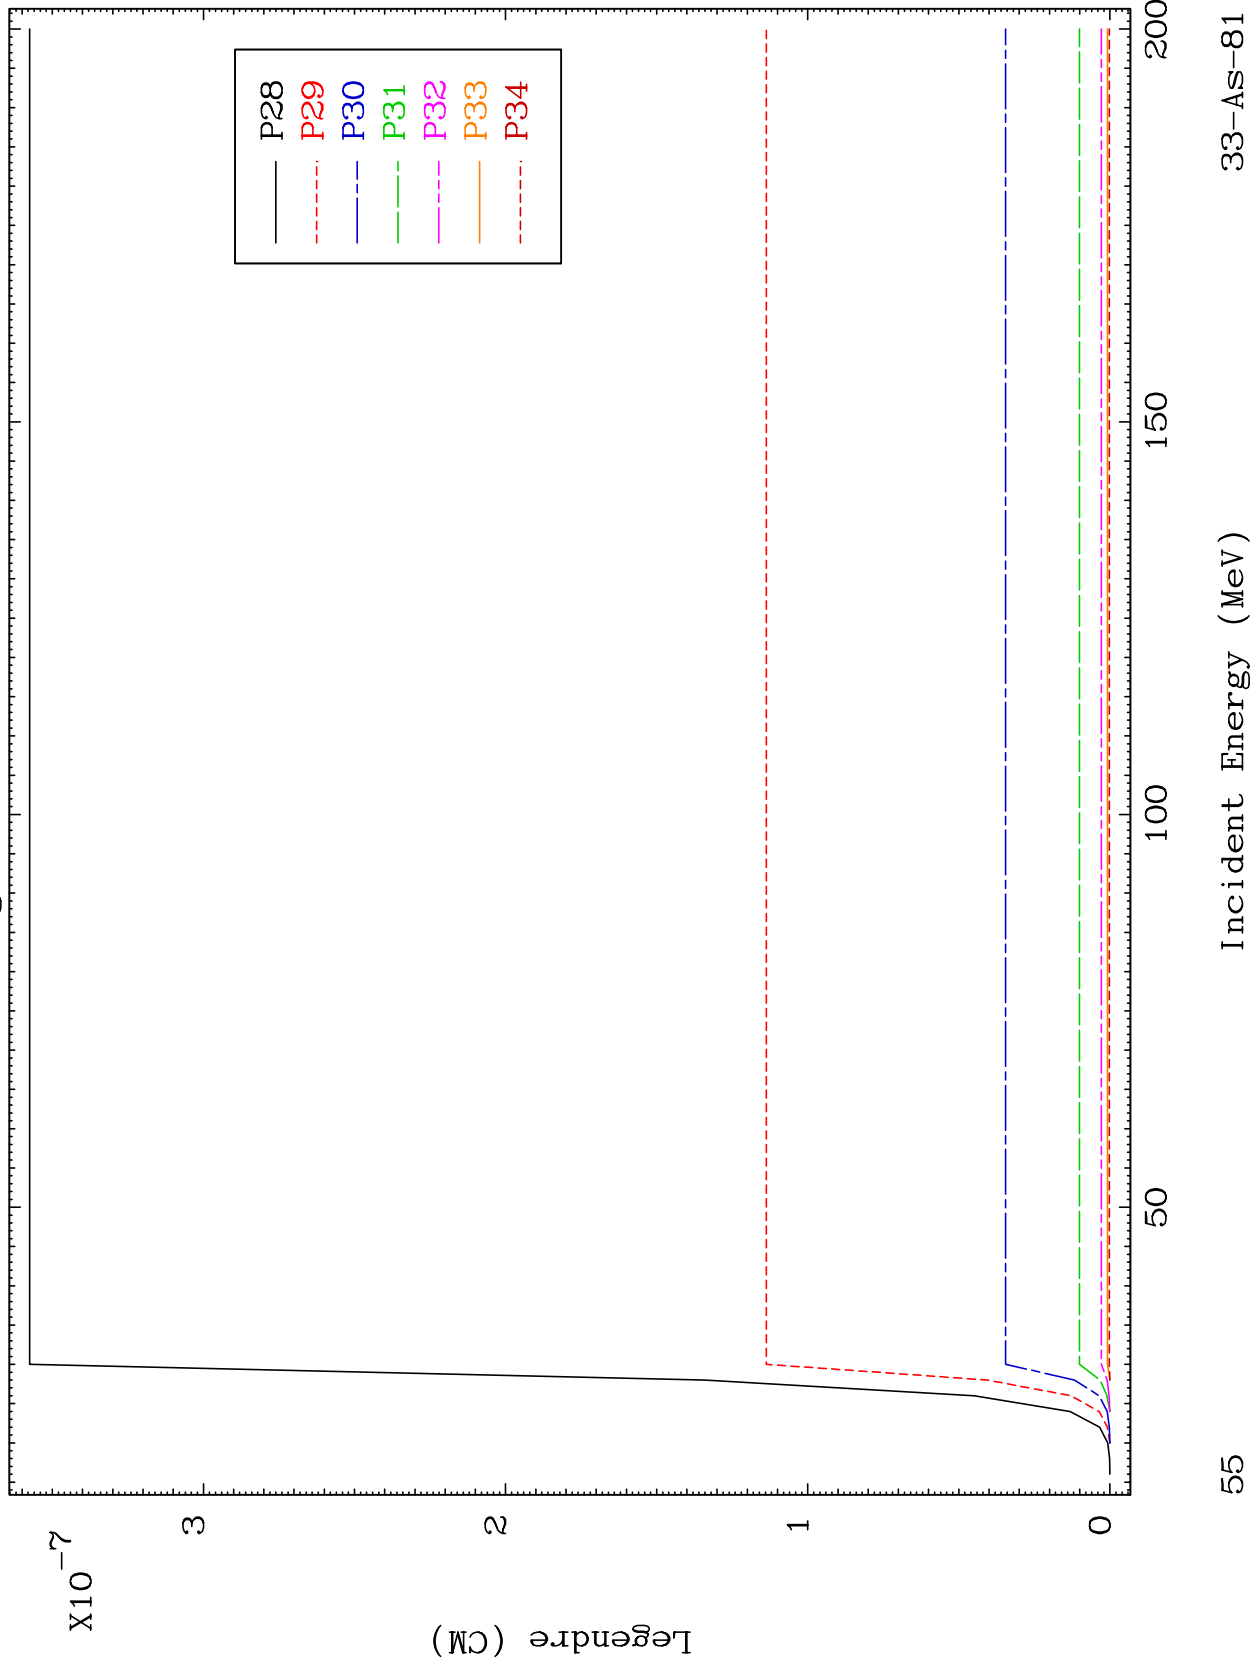 X10-7
3
2
1
0
Legendre (CM)
P28
P29
P30
P31
P32
P33
P34
50
100
150
200
55
Incident Energy (MeV)
33-As-81